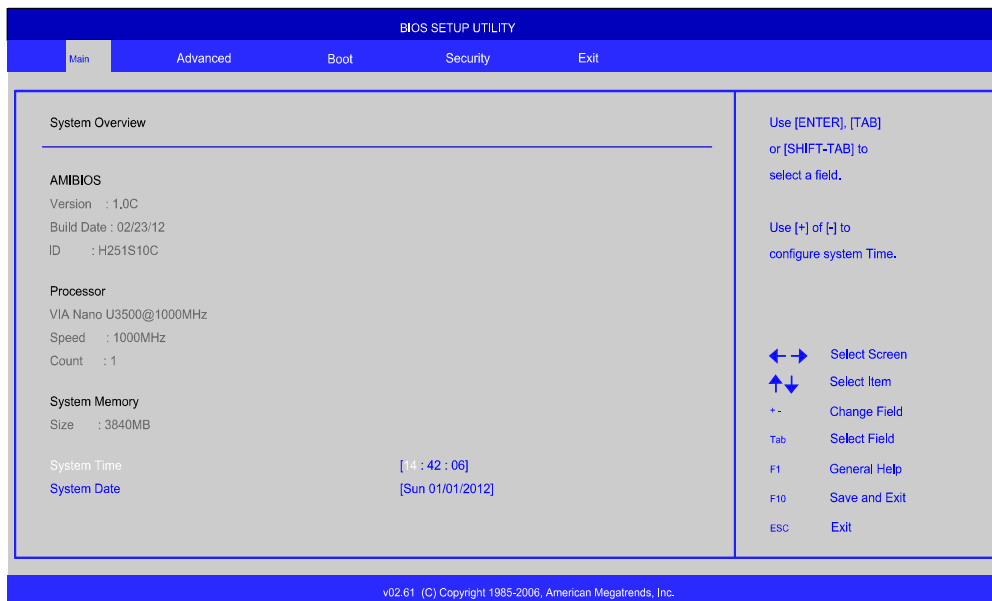 BIOS SETUP UTILITY
Main Advanced Boot Security Exit
System Overview
AMIBIOS
Version : 1.0C
Build Date : 02/23/12
ID : H251S10C
Processor
VIA Nano U3500@1000MHz
Speed : 1000MHz
Count : 1
System Memory
Size : 3840MB
System Time [14 : 42 : 06]
System Date [Sun 01/01/2012]
Use [ENTER], [TAB]
or [SHIFT-TAB] to
select a field.
Use [+] of [-] to
configure system Time.
Select Screen
Select Item
+ - Change Field
Tab Select Field
F1 General Help
F10 Save and Exit
ESC Exit
v02.61 (C) Copyright 1985-2006, American Megatrends, Inc.